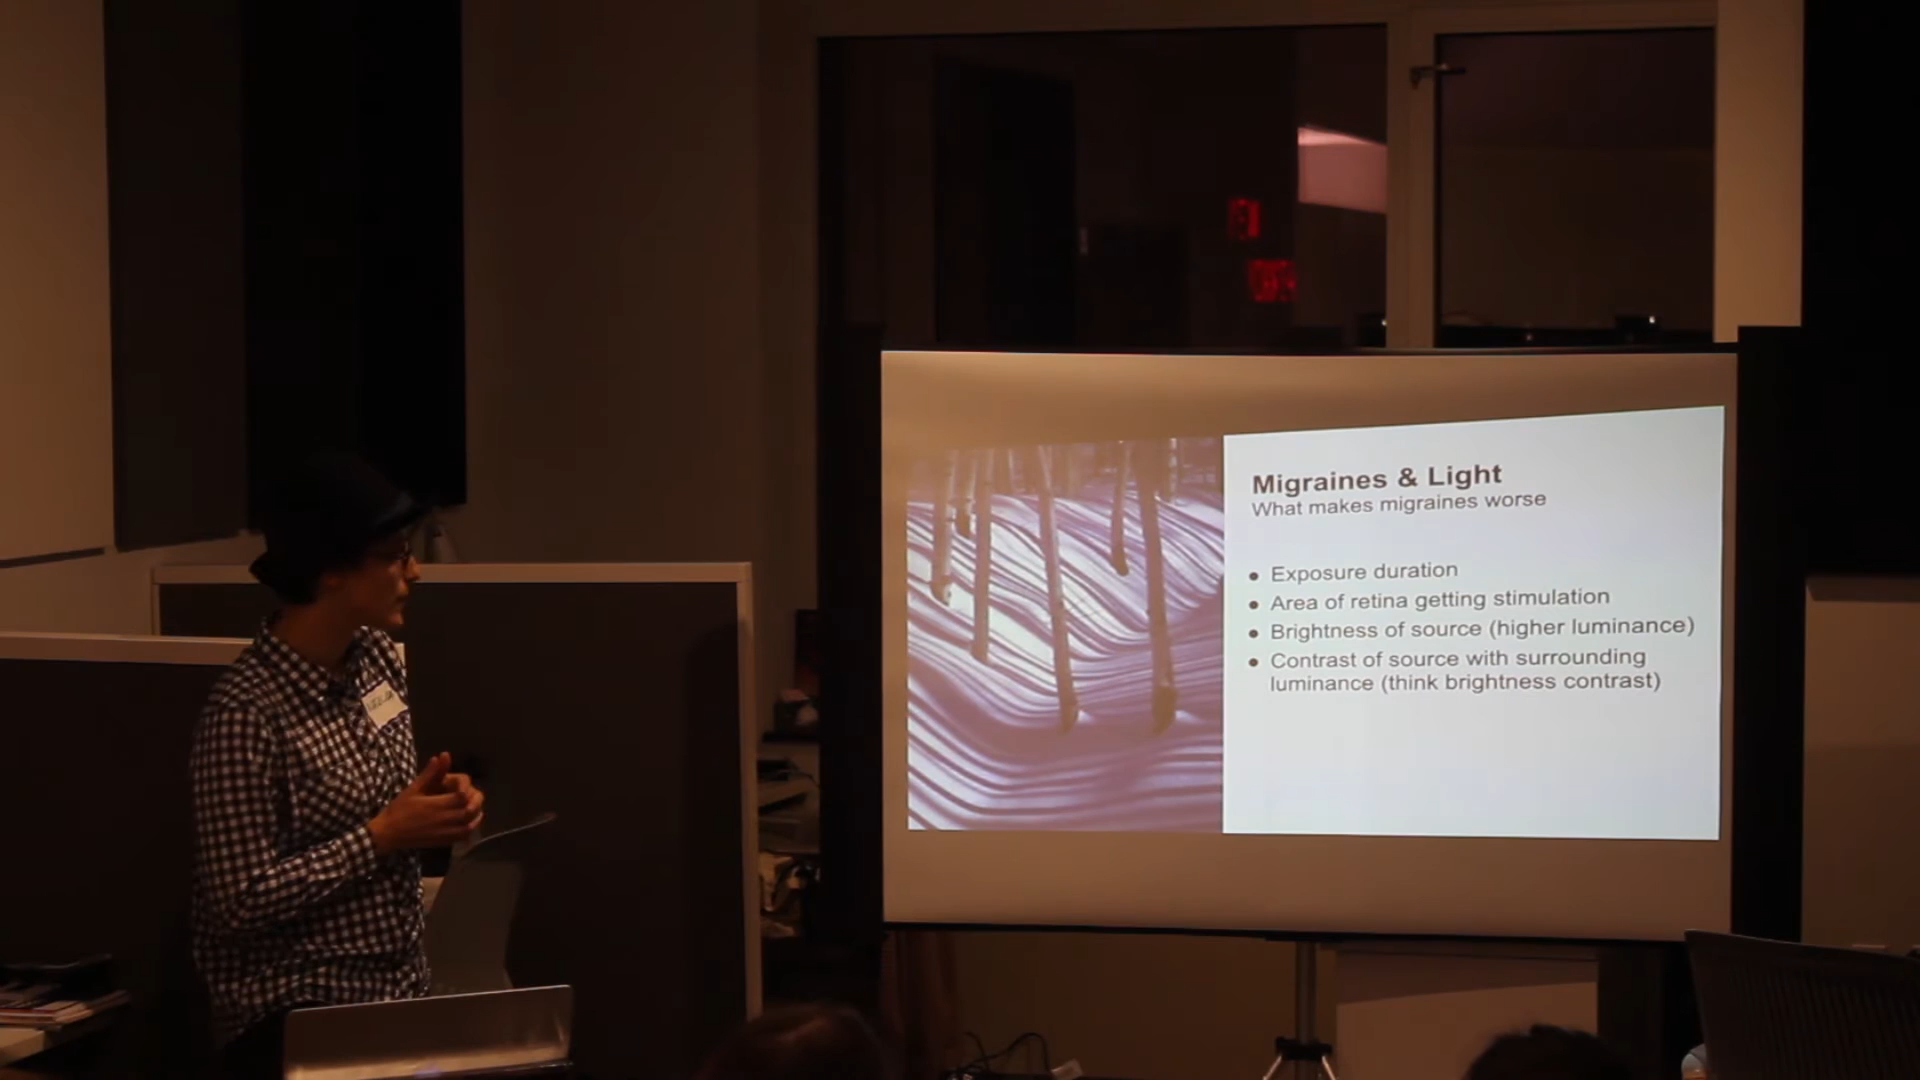 Migraines & Light
What makes migraines worse
● Exposure duration
● Area of retina getting stimulation
● Brightness of source (higher luminance)
● Contrast of source with surrounding
luminance (think brightness contrast)